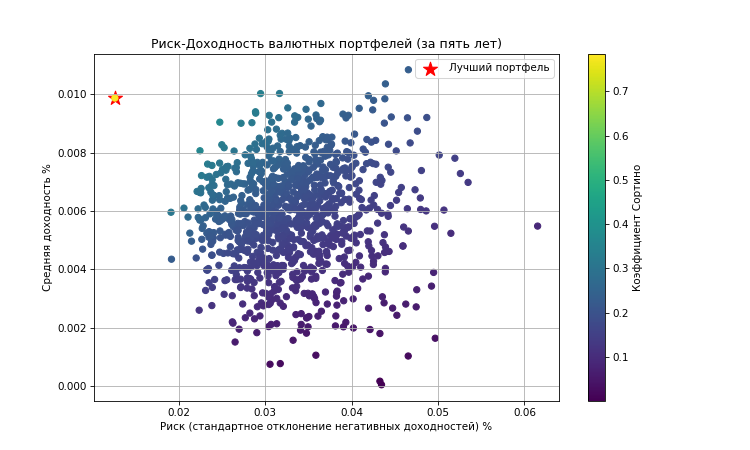 Риск-Доходность валютных портфелей (за пять лет)
Лучший портфель
0.010
0.008
0.006
0.004
0.002
0.000
Средняя доходность %
0.02 0.03 0.04 0.05 0.06
Риск (стандартное отклонение негативных доходностей) %
0.7
0.6
0.5
0.4
0.3
0.2
0.1
Коэффициент Сортино